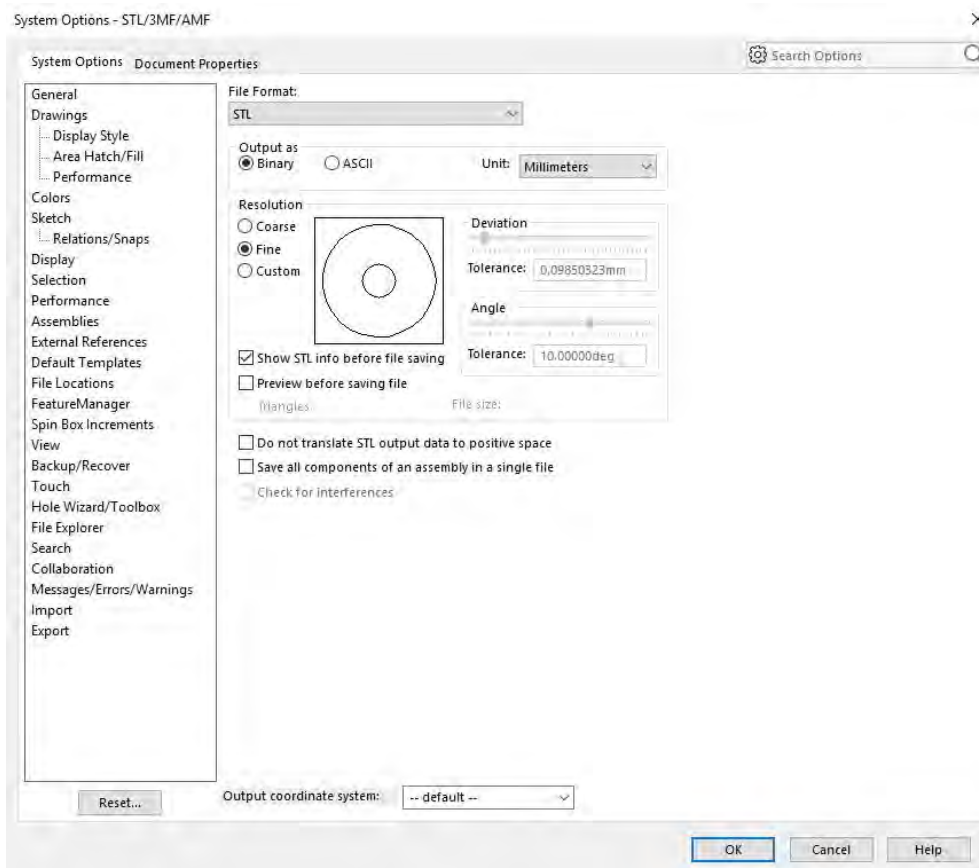 System Options - STL/3MF/AMF
System Options
Document Properties
Search Options
General
Drawings
Display Style
Area Hatch/Fill
Performance
Colors
Sketch
Relations/Snaps
Display
Selection
Performance
Assemblies
External References
Default Templates
File Locations
FeatureManager
Spin Box Increments
View
Backup/Recover
Touch
Hole Wizard/Toolbox
File Explorer
Search
Collaboration
Messages/Errors/Warnings
Import
Export
Reset...
File Format:
STL
Output as
Binary
ASCII
Unit:
Millimeters
Resolution
Coarse
Fine
Custom
Deviation
Tolerance: 0.09850323mm
Angle
Tolerance: 10.00000deg
Show STL info before file saving
Preview before saving file
Triangles
File size:
Do not translate STL output data to positive space
Save all components of an assembly in a single file
Check for interferences
Output coordinate system:
-- default --
OK
Cancel
Help